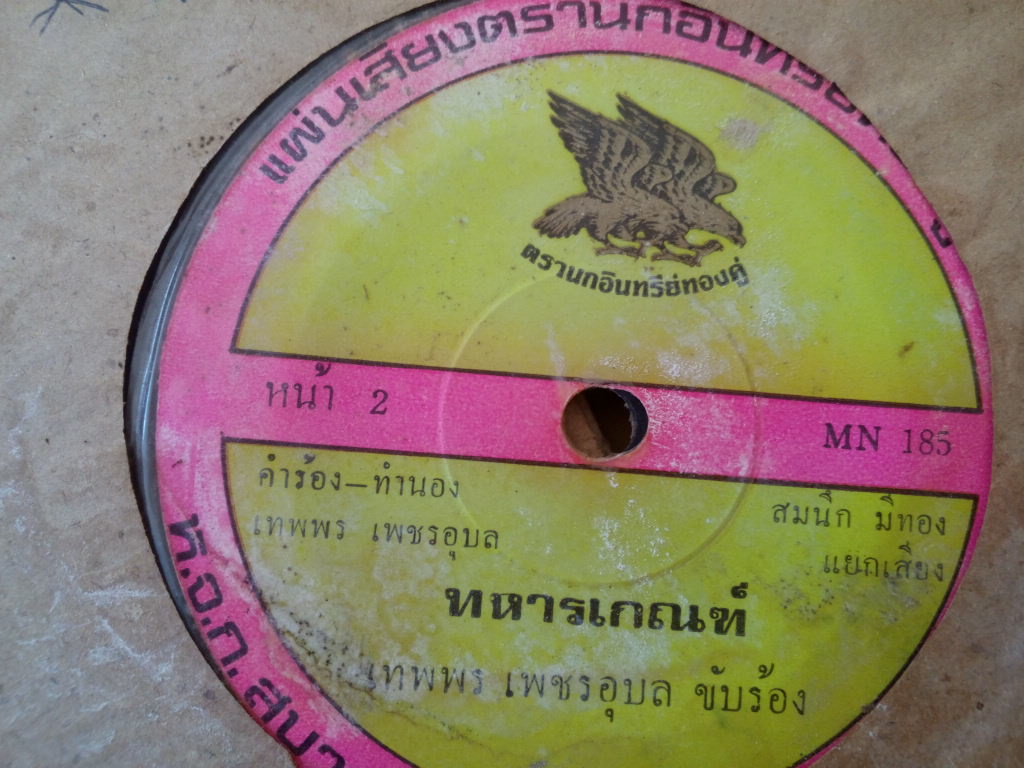 แผ่นเสียงตรานกอินทรีย์
ตรานกอินทรีย์ทองคู่
หน้า 2
MN 185
คำร้อง–ทำนอง
เทพพร เพชรอุบล
สมนึก มีทอง
แยกเสียง
ทหารเกณฑ์
เทพพร เพชรอุบล ขับร้อง
ห.จ.ก.